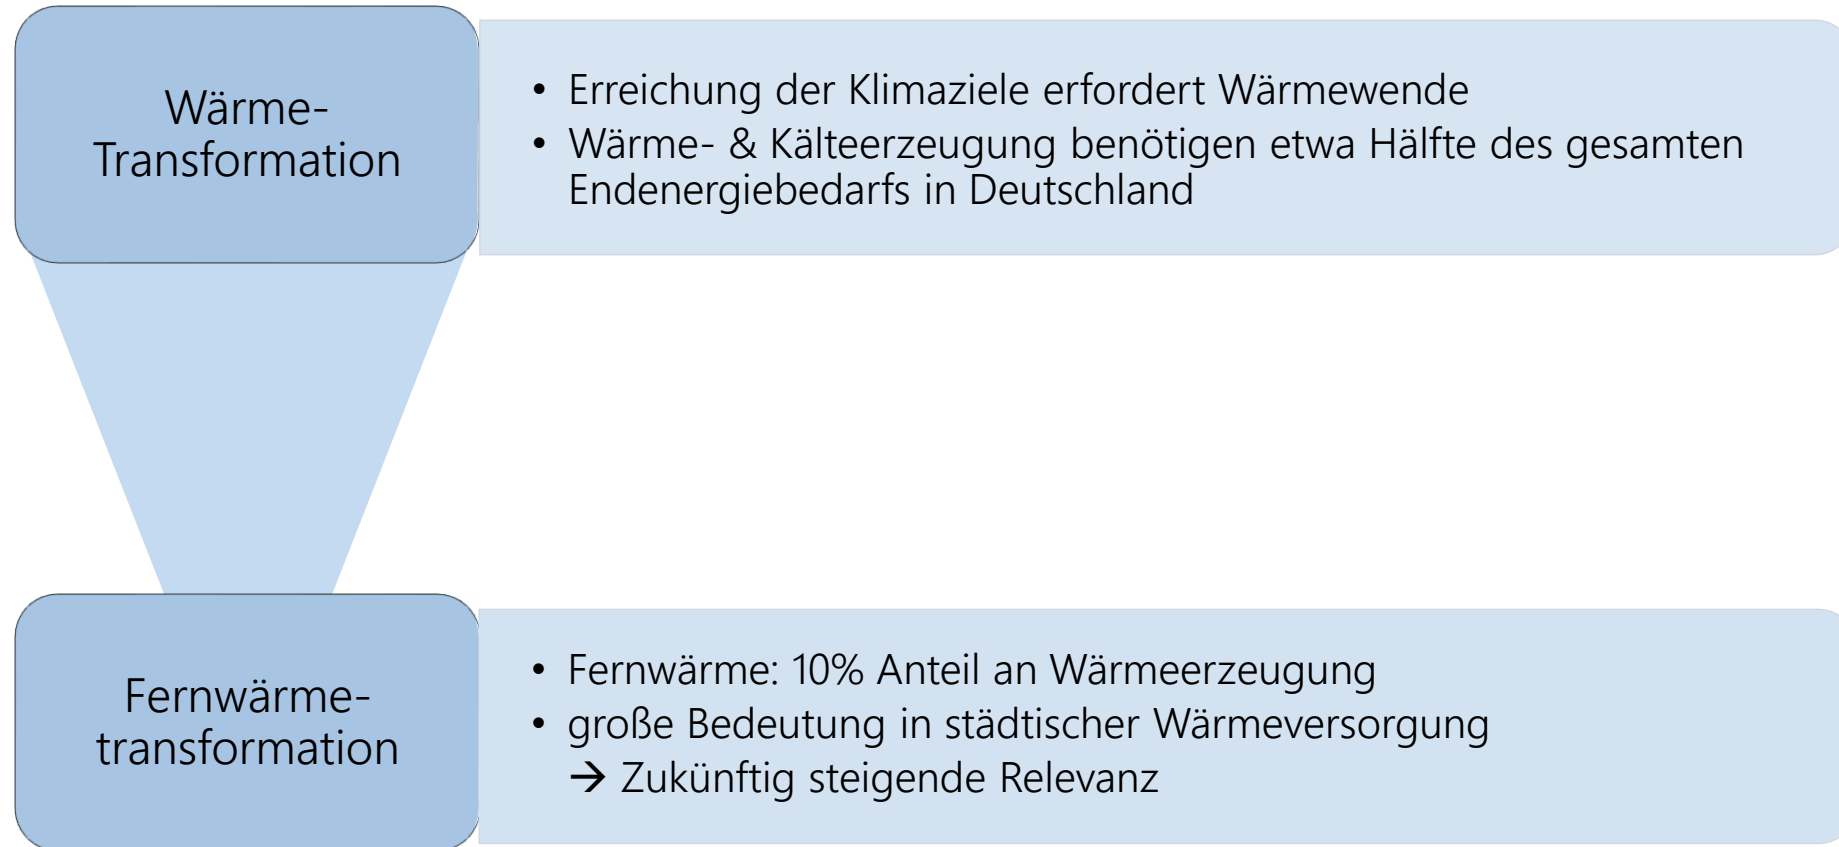 Wärme-
Transformation
• Erreichung der Klimaziele erfordert Wärmewende
• Wärme- & Kälteerzeugung benötigen etwa Hälfte des gesamten
Endenergiebedarfs in Deutschland
Fernwärme-
transformation
• Fernwärme: 10% Anteil an Wärmeerzeugung
• große Bedeutung in städtischer Wärmeversorgung
→ Zukünftig steigende Relevanz